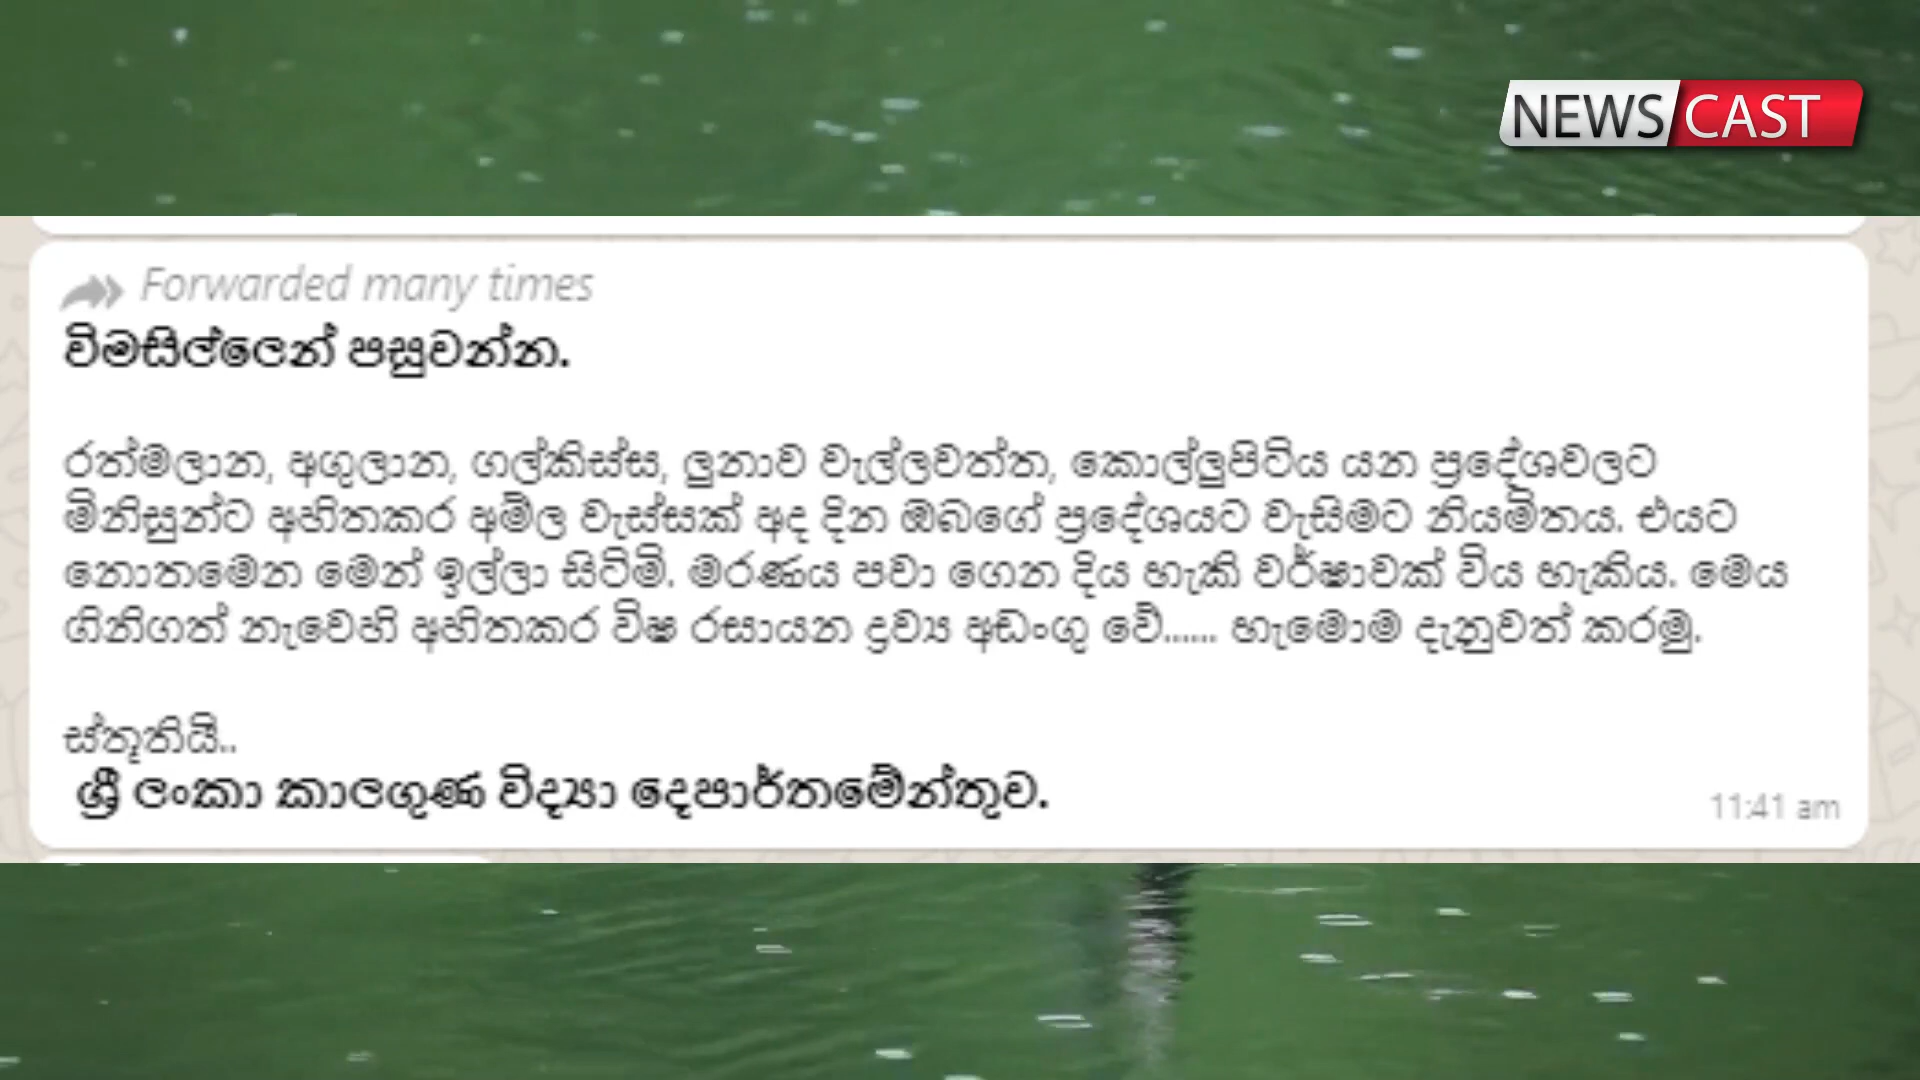 NEWS CAST
Forwarded many times
විමසිල්ලෙන් පසුවන්න.
රත්මලාන, අගුලාන, ගල්කිස්ස, ලුනාව වැල්ලවත්ත, කොල්ලුපිටිය යන ප්‍රදේශවලට
මිනිසුන්ට අහිතකර අම්ල වැස්සක් අද දින ඔබගේ ප්‍රදේශයට වැසිමට නියමිතය. එයට
නොතමෙන මෙන් ඉල්ලා සිටිමි. මරණය පවා ගෙන දිය හැකි වර්ෂාවක් විය හැකිය. මෙය
ගිනිගත් නැවෙහි අහිතකර විෂ රසායන ද්‍රව්‍ය අඩංගු වේ...... හැමොම දැනුවත් කරමු.
ස්තූතියි..
ශ්‍රී ලංකා කාලගුණ විද්‍යා දෙපාර්තමේන්තුව.
11:41 am